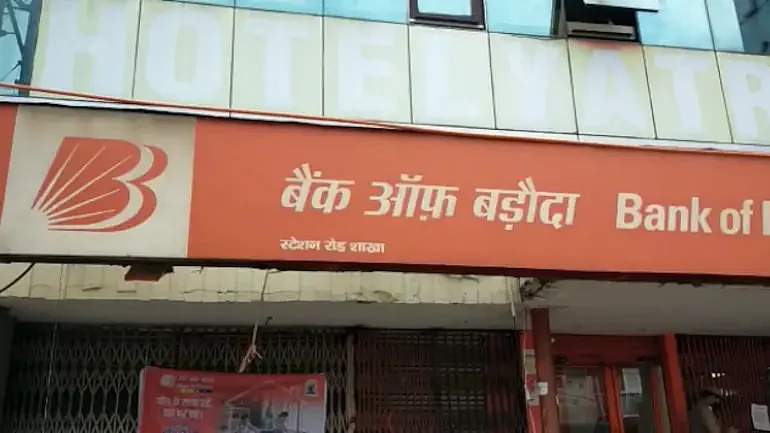 HOTEL YATR
बैंक ऑफ़ बड़ौदा Bank of
स्टेशन रोड शाखा